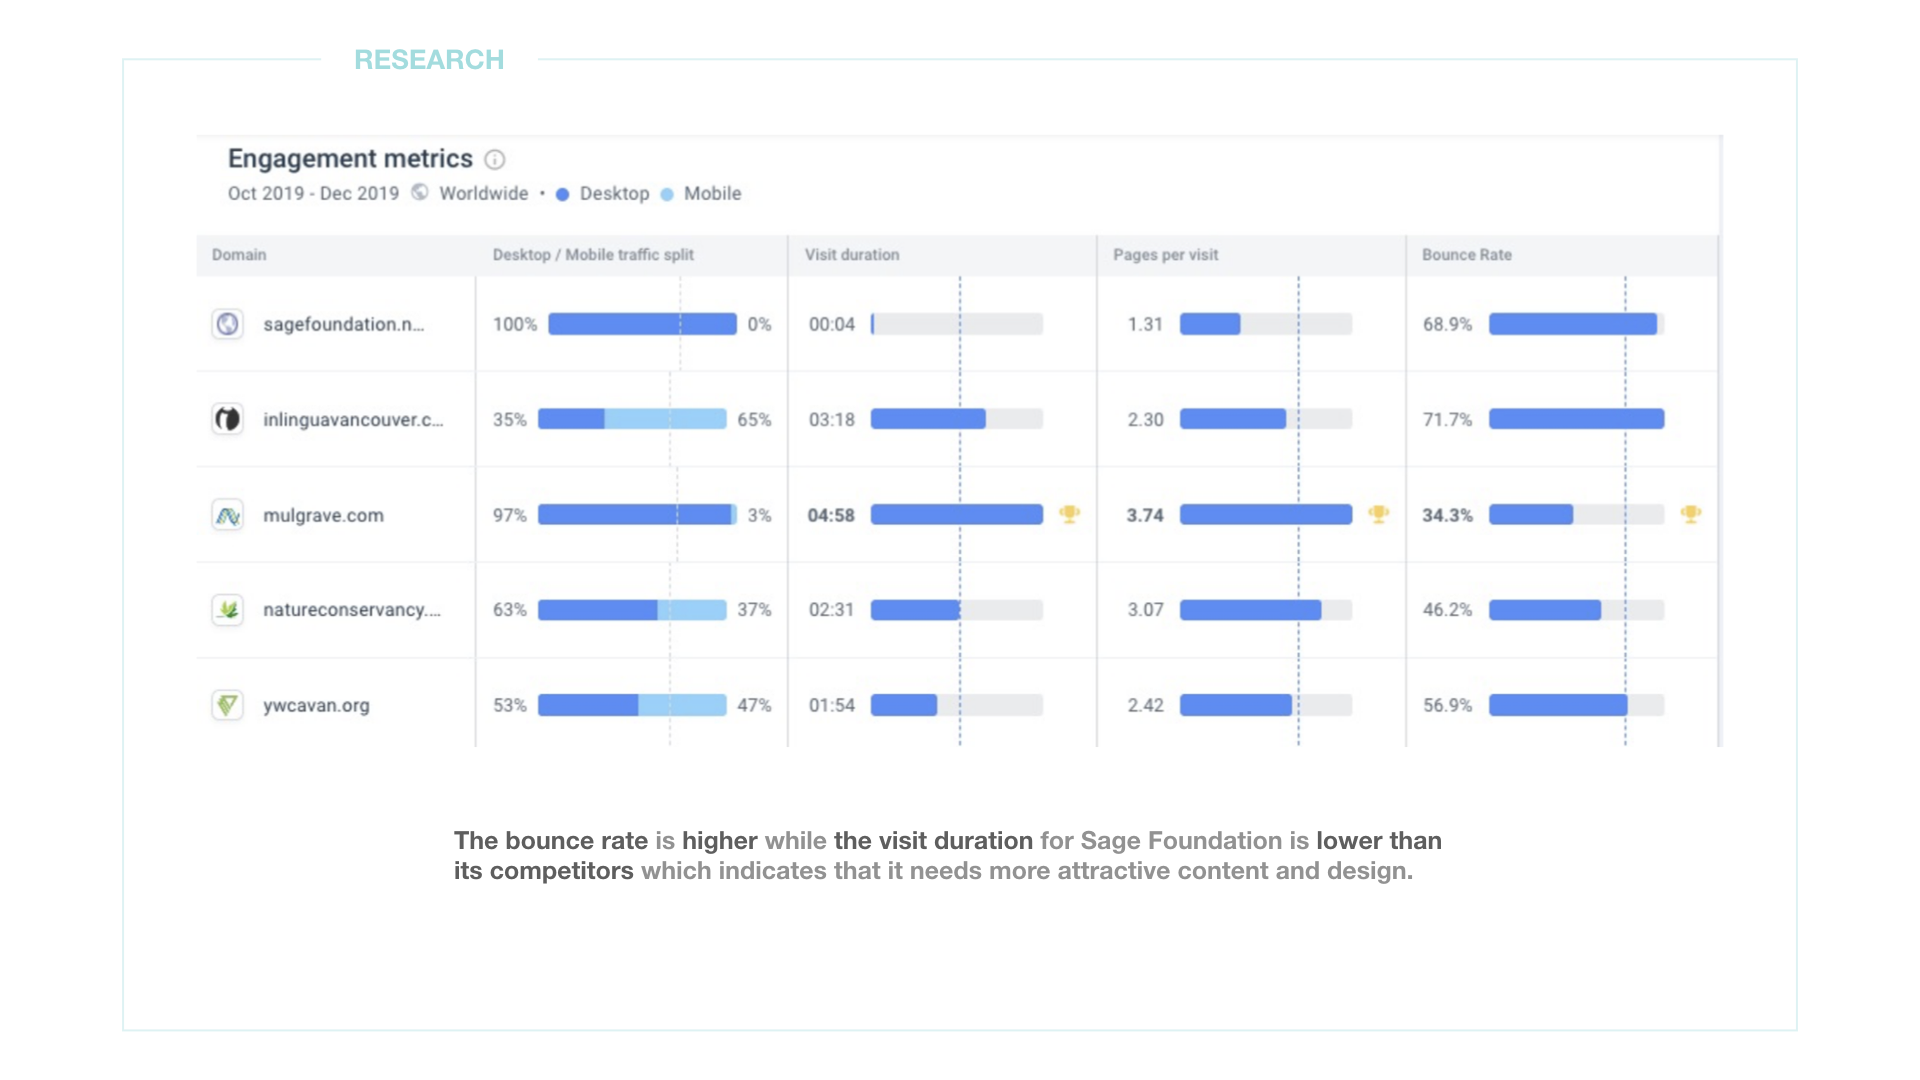 RESEARCH
Engagement metrics
Oct 2019 - Dec 2019 Worldwide • Desktop Mobile
Domain Desktop / Mobile traffic split Visit duration Pages per visit Bounce Rate
sagefoundation.n... 100% 0% 00:04 1.31 68.9%
inlinguavancouver.c... 35% 65% 03:18 2.30 71.7%
mulgrave.com 97% 3% 04:58 3.74 34.3%
natureconservancy.... 63% 37% 02:31 3.07 46.2%
ywcavan.org 53% 47% 01:54 2.42 56.9%
The bounce rate is higher while the visit duration for Sage Foundation is lower than
its competitors which indicates that it needs more attractive content and design.